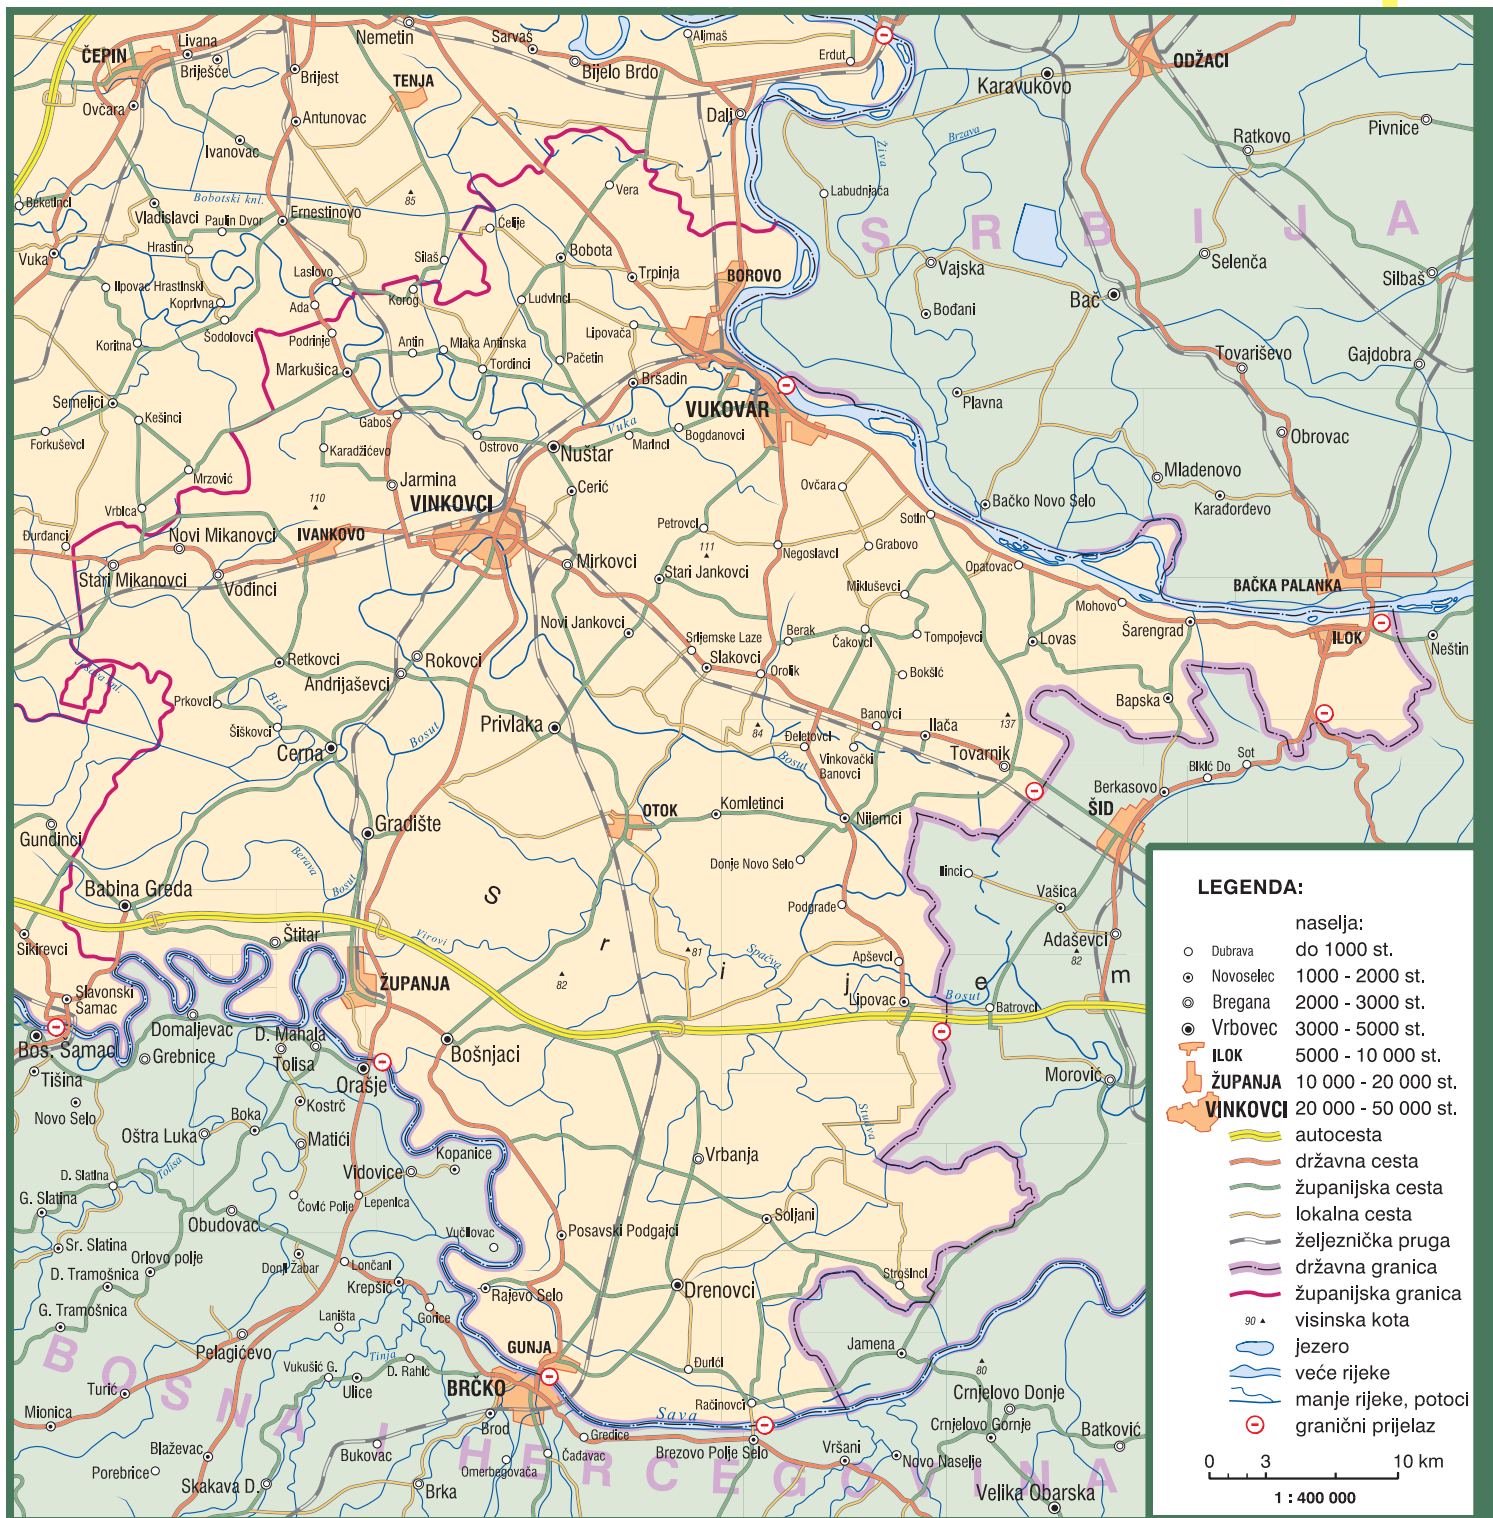 ČEPIN
Livana
Briješće
Ovčara
Brijest
Antunovac
Ivanovac
Nemetin
TENJA
Sarvaš
Bijelo Brdo
Aljmaš
Erdut
Dalj
Karavukovo
ODŽACI
Ratkovo
Pivnice
Brzava
Živa
Labudnjača
Vera
Bobotski knl.
85
Beketinci
Vladislavci
Paulin Dvor
Ernestinovo
Hrastin
Vuka
Ćelije
Silaš
Bobota
Trpinja
BOROVO
S R B I J A
Vajska
Selenča
Silbaš
Bač
Bođani
Ilpovac Hrastinski
Koprivna
Laslovo
Ada
Korog
Ludvinci
Lipovača
Šodolovci
Podrinje
Koritna
Antin
Mlaka Antinska
Tordinci
Pačetin
Markušica
Bršadin
Tovariševo
Gajdobra
Semeljci
Kešinci
Gaboš
VUKOVAR
Vuka
Plavna
Forkuševci
Karadžićevo
Ostrovo
Nuštar
Marinci
Bogdanovci
Obrovac
Mrzović
Jarmina
Cerić
Ovčara
Mladenovo
Karađorđevo
110
VINKOVCI
Vrbica
Petrovci
Sotin
Bačko Novo Selo
Đurđanci
Novi Mikanovci
IVANKOVO
111
Negoslavci
Grabovo
Opatovac
Stari Mikanovci
Vođinci
Mirkovci
Stari Jankovci
Mikluševci
Mohovo
BAČKA PALANKA
Novi Jankovci
Srijemske Laze
Berak
Čakovci
Tompojevci
Lovas
Šarengrad
ILOK
Neštin
Retkovci
Rokovci
Slakovci
Orolik
Bokšić
Andrijaševci
Jošava knl.
Prkovci
Bid
Bapska
Šiškovci
Bosut
Privlaka
84
Banovci
Ilača
137
Cerna
Đeletovci
Vinkovački
Banovci
Tovarnik
Bosut
Sot
Bikić Do
Berkasovo
OTOK
Komletinci
Nijemci
ŠID
Gundinci
Gradište
Donje Novo Selo
Ilinci
Berava
Bosut
Babina Greda
S r i j e m
Vašica
Podgrađe
Sikirevci
Štitar
Virovi
81
Spačva
Adaševci
82
Apševci
82
Slavonski
Šamac
ŽUPANJA
Lipovac
Bosut
Batrovci
Bos. Šamac
Domaljevac
D. Mahala
Grebnice
Tolisa
Bošnjaci
Orašje
Tišina
Morović
Novo Selo
Boka
Kostrč
Studva
Oštra Luka
Matići
Kopanice
Vrbanja
D. Slatina
Tolisa
Vidovice
G. Slatina
Čović Polje
Lepenica
Obudovac
Soljani
Vučilovac
Posavski Podgajci
Sr. Slatina
Orlovo polje
D. Tramošnica
Donji Žabar
Lončari
Krepšić
Strošinci
Rajevo Selo
Drenovci
G. Tramošnica
Laništa
Gorice
Pelagićevo
GUNJA
Jamena
80
Vukušić G.
Tinja
D. Rahić
Đurići
Turić
Ulice
BRČKO
Crnjelovo Donje
Mionica
Račinovci
Sava
Brod
Gredice
Crnjelovo Gornje
Batković
Blaževac
Bukovac
Čađavac
Brezovo Polje Selo
Vršani
Novo Naselje
Porebrice
Omerbegovača
Skakava D.
Brka
Velika Obarska
BOSNA I HERCEGOVINA
LEGENDA:
naselja:
Dubrava do 1000 st.
Novoselec 1000 - 2000 st.
Bregana 2000 - 3000 st.
Vrbovec 3000 - 5000 st.
ILOK 5000 - 10 000 st.
ŽUPANJA 10 000 - 20 000 st.
VINKOVCI 20 000 - 50 000 st.
autocesta
državna cesta
županijska cesta
lokalna cesta
željeznička pruga
državna granica
županijska granica
90 visinska kota
jezero
veće rijeke
manje rijeke, potoci
granični prijelaz
0 3 10 km
1 : 400 000